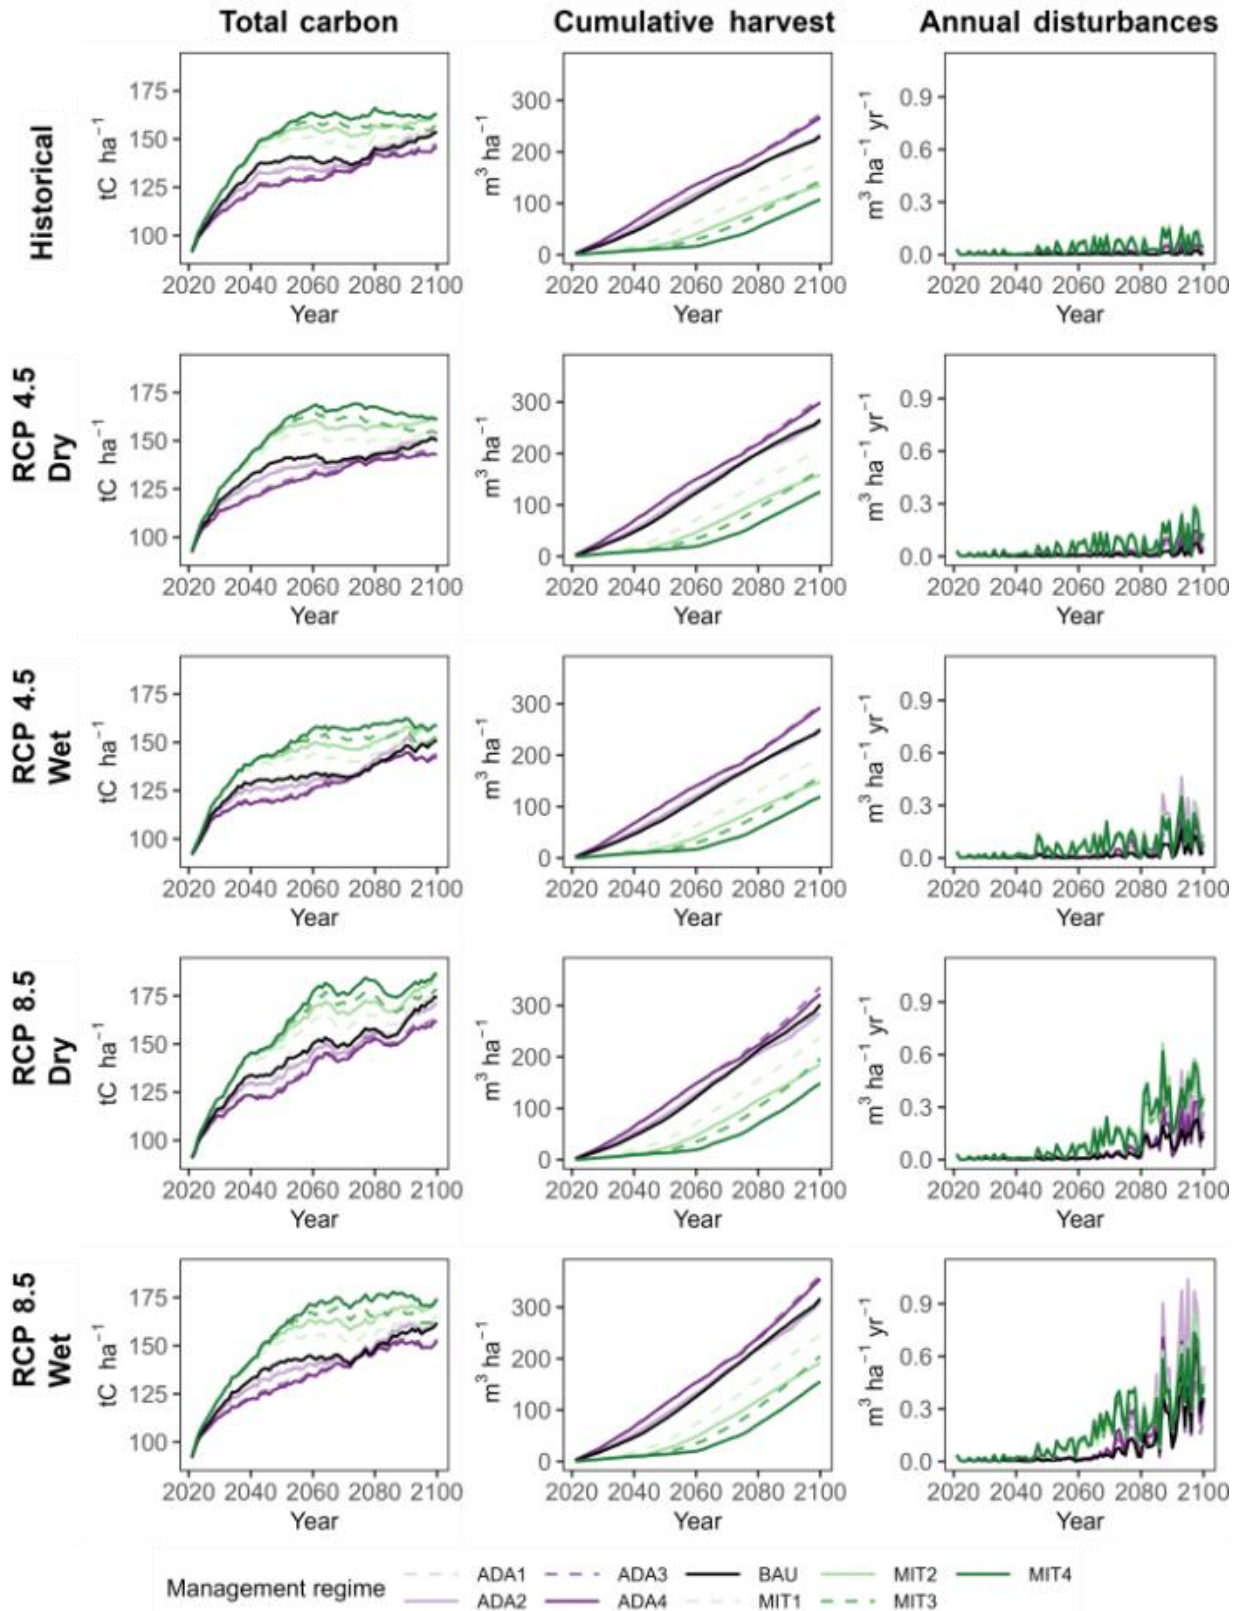 Total carbon Cumulative harvest Annual disturbances
Historical
tC ha−1
175
150
125
100
2020 2040 2060 2080 2100
Year
m3 ha−1
300
200
100
0
2020 2040 2060 2080 2100
Year
m3 ha−1 yr−1
0.9
0.6
0.3
0.0
2020 2040 2060 2080 2100
Year
RCP 4.5
Dry
tC ha−1
175
150
125
100
2020 2040 2060 2080 2100
Year
m3 ha−1
300
200
100
0
2020 2040 2060 2080 2100
Year
m3 ha−1 yr−1
0.9
0.6
0.3
0.0
2020 2040 2060 2080 2100
Year
RCP 4.5
Wet
tC ha−1
175
150
125
100
2020 2040 2060 2080 2100
Year
m3 ha−1
300
200
100
0
2020 2040 2060 2080 2100
Year
m3 ha−1 yr−1
0.9
0.6
0.3
0.0
2020 2040 2060 2080 2100
Year
RCP 8.5
Dry
tC ha−1
175
150
125
100
2020 2040 2060 2080 2100
Year
m3 ha−1
300
200
100
0
2020 2040 2060 2080 2100
Year
m3 ha−1 yr−1
0.9
0.6
0.3
0.0
2020 2040 2060 2080 2100
Year
RCP 8.5
Wet
tC ha−1
175
150
125
100
2020 2040 2060 2080 2100
Year
m3 ha−1
300
200
100
0
2020 2040 2060 2080 2100
Year
m3 ha−1 yr−1
0.9
0.6
0.3
0.0
2020 2040 2060 2080 2100
Year
Management regime
ADA1 ADA3 BAU MIT2 MIT4
ADA2 ADA4 MIT1 MIT3